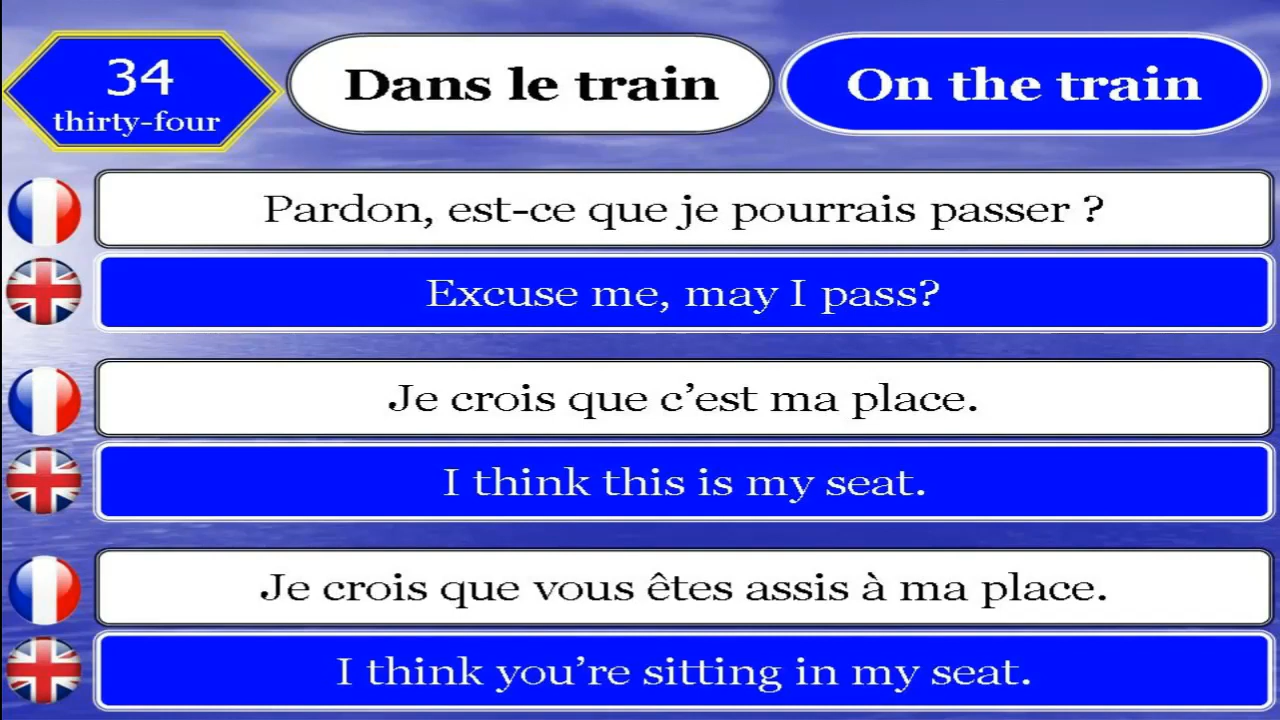 34
thirty-four
Dans le train
On the train
Pardon, est-ce que je pourrais passer ?
Excuse me, may I pass?
Je crois que c’est ma place.
I think this is my seat.
Je crois que vous êtes assis à ma place.
I think you’re sitting in my seat.